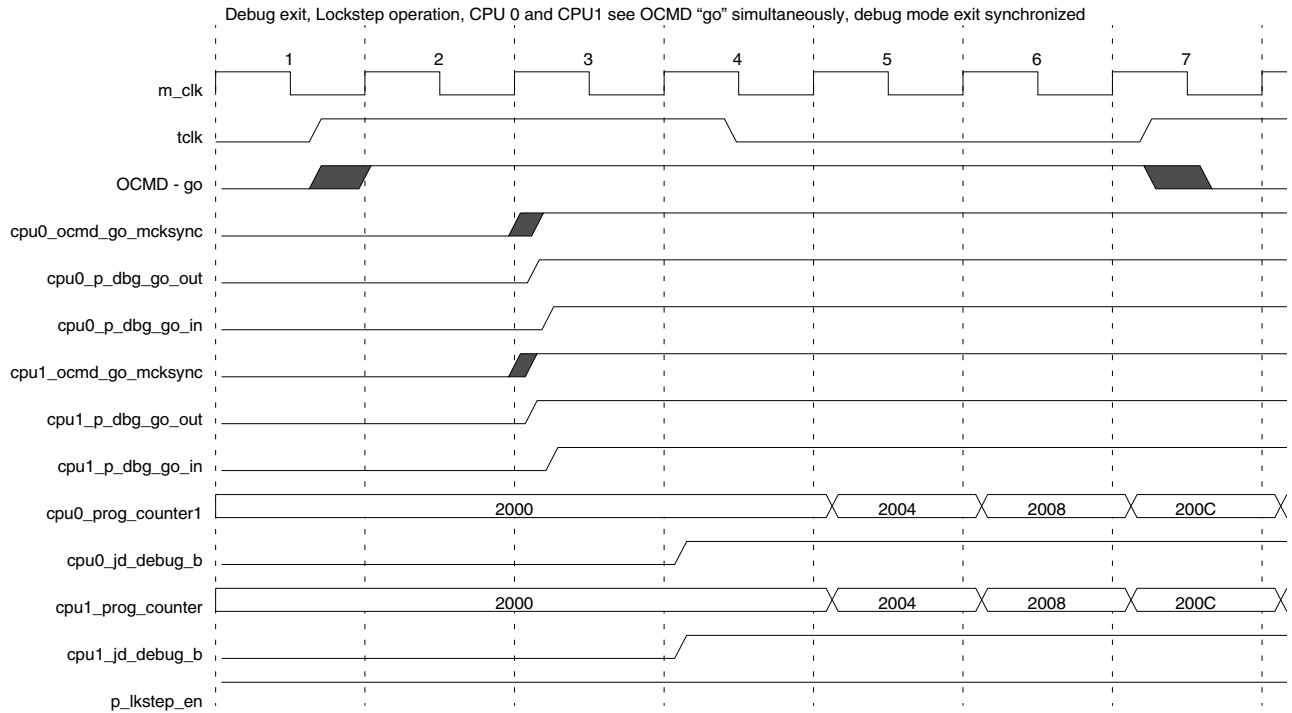 Debug exit, Lockstep operation, CPU 0 and CPU1 see OCMD “go” simultaneously, debug mode exit synchronized
1 2 3 4 5 6 7
m_clk
tclk
OCMD - go
cpu0_ocmd_go_mcksync
cpu0_p_dbg_go_out
cpu0_p_dbg_go_in
cpu1_ocmd_go_mcksync
cpu1_p_dbg_go_out
cpu1_p_dbg_go_in
cpu0_prog_counter1 2000 2004 2008 200C
cpu0_jd_debug_b
cpu1_prog_counter 2000 2004 2008 200C
cpu1_jd_debug_b
p_lkstep_en